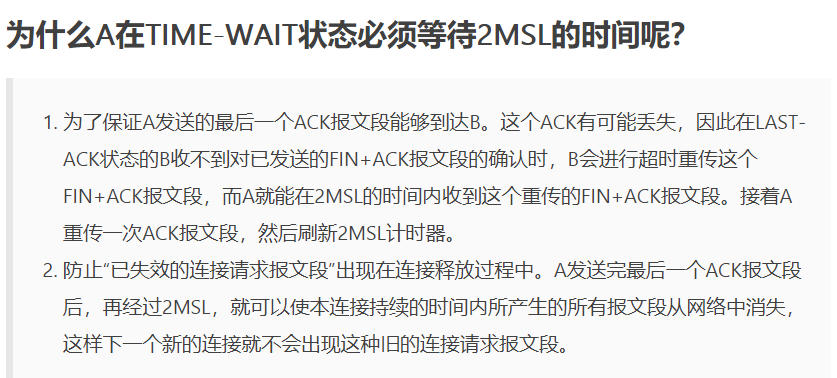 为什么A在TIME-WAIT状态必须等待2MSL的时间呢?
1. 为了保证A发送的最后一个ACK报文段能够到达B。这个ACK有可能丢失，因此在LAST-
ACK状态的B收不到对已发送的FIN+ACK报文段的确认时，B会进行超时重传这个
FIN+ACK报文段，而A就能在2MSL的时间内收到这个重传的FIN+ACK报文段。接着A
重传一次ACK报文段，然后刷新2MSL计时器。
2. 防止“已失效的连接请求报文段”出现在连接释放过程中。A发送完最后一个ACK报文段
后，再经过2MSL，就可以使本连接持续的时间内所产生的所有报文段从网络中消失，
这样下一个新的连接就不会出现这种旧的连接请求报文段。